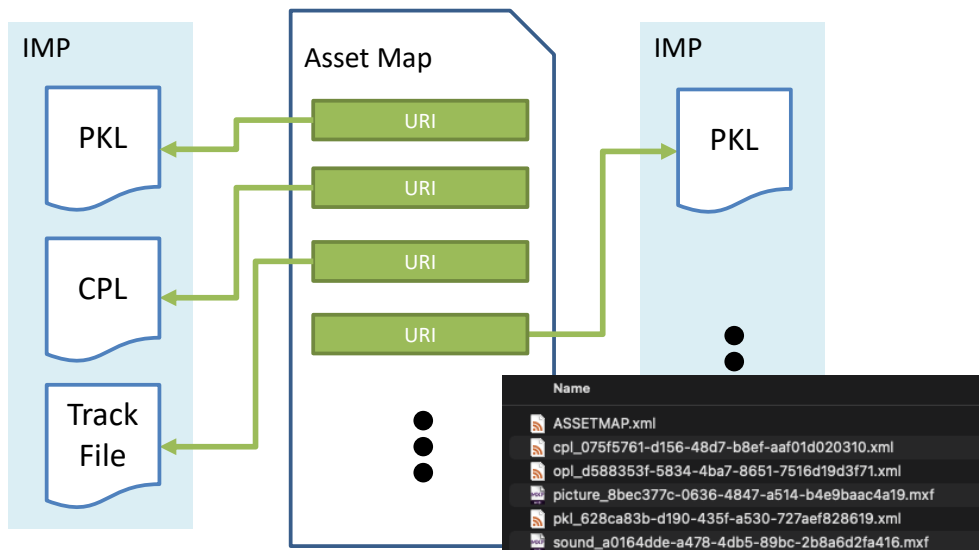 IMP
PKL
CPL
Track
File
Asset Map
URI
URI
URI
URI
IMP
PKL
Name
ASSETMAP.xml
cpl_075f5761-d156-48d7-b8ef-aaf01d020310.xml
opl_d588353f-5834-4ba7-8651-7516d19d3f71.xml
picture_8bec377c-0636-4847-a514-b4e9baac4a19.mxf
pkl_628ca83b-d190-435f-a530-727aef828619.xml
sound_a0164dde-a478-4db5-89bc-2b8a6d2fa416.mxf